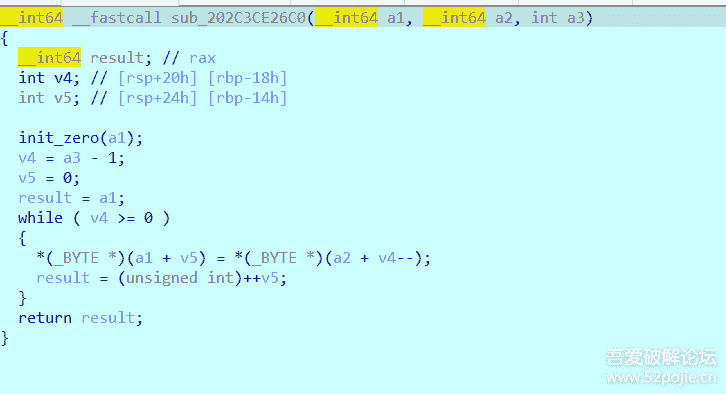 __int64 __fastcall sub_202C3CE26C0(__int64 a1, __int64 a2, int a3)
{
  __int64 result; // rax
  int v4; // [rsp+20h] [rbp-18h]
  int v5; // [rsp+24h] [rbp-14h]

  init_zero(a1);
  v4 = a3 - 1;
  v5 = 0;
  result = a1;
  while ( v4 >= 0 )
  {
    *(_BYTE *)(a1 + v5) = *(_BYTE *)(a2 + v4--);
    result = (unsigned int)++v5;
  }
  return result;
}
吾爱破解论坛
www.52pojie.cn